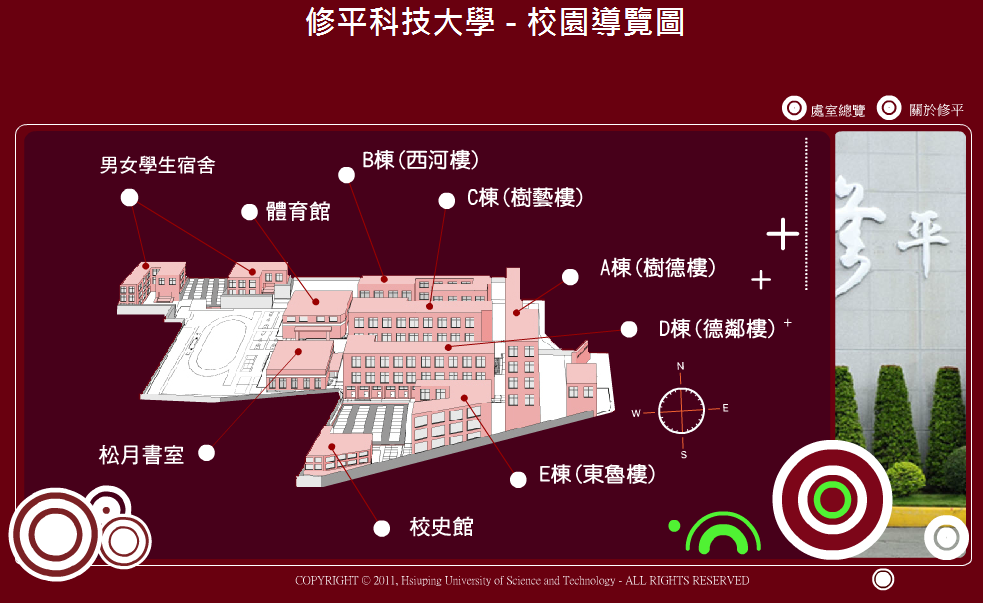 修平科技大學 - 校園導覽圖
處室總覽
關於修平
男女學生宿舍
B棟(西河樓)
C棟(樹藝樓)
體育館
A棟(樹德樓)
D棟(德鄰樓)
平
N
W
E
S
松月書室
E棟(東魯樓)
校史館
COPYRIGHT © 2011, Hsiuping University of Science and Technology - ALL RIGHTS RESERVED